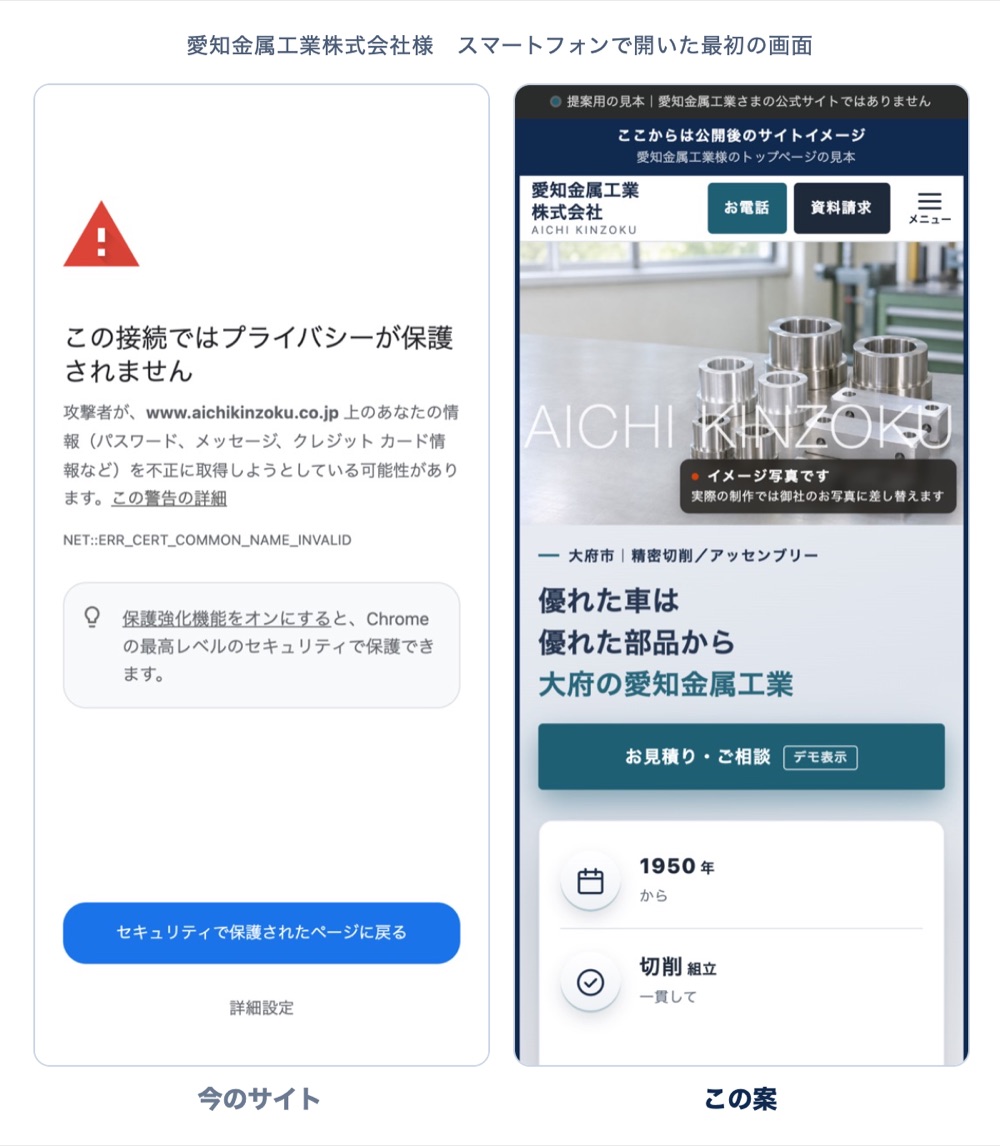 愛知金属工業株式会社様　スマートフォンで開いた最初の画面
この接続ではプライバシーが保護
されません
攻撃者が、www.aichikinzoku.co.jp 上のあなたの情
報（パスワード、メッセージ、クレジット カード情
報など）を不正に取得しようとしている可能性があり
ます。この警告の詳細
NET::ERR_CERT_COMMON_NAME_INVALID
保護強化機能をオンにすると、Chrome
の最高レベルのセキュリティで保護でき
ます。
セキュリティで保護されたページに戻る
詳細設定
今のサイト
提案用の見本｜愛知金属工業さまの公式サイトではありません
ここからは公開後のサイトイメージ
愛知金属工業様のトップページの見本
愛知金属工業
株式会社
AICHI KINZOKU
お電話
資料請求
メニュー
AICHI KINZOKU
イメージ写真です
実際の制作では御社のお写真に差し替えます
大府市｜精密切削／アッセンブリー
優れた車は
優れた部品から
大府の愛知金属工業
お見積り・ご相談 デモ表示
1950 年
から
切削 組立
一貫して
この案